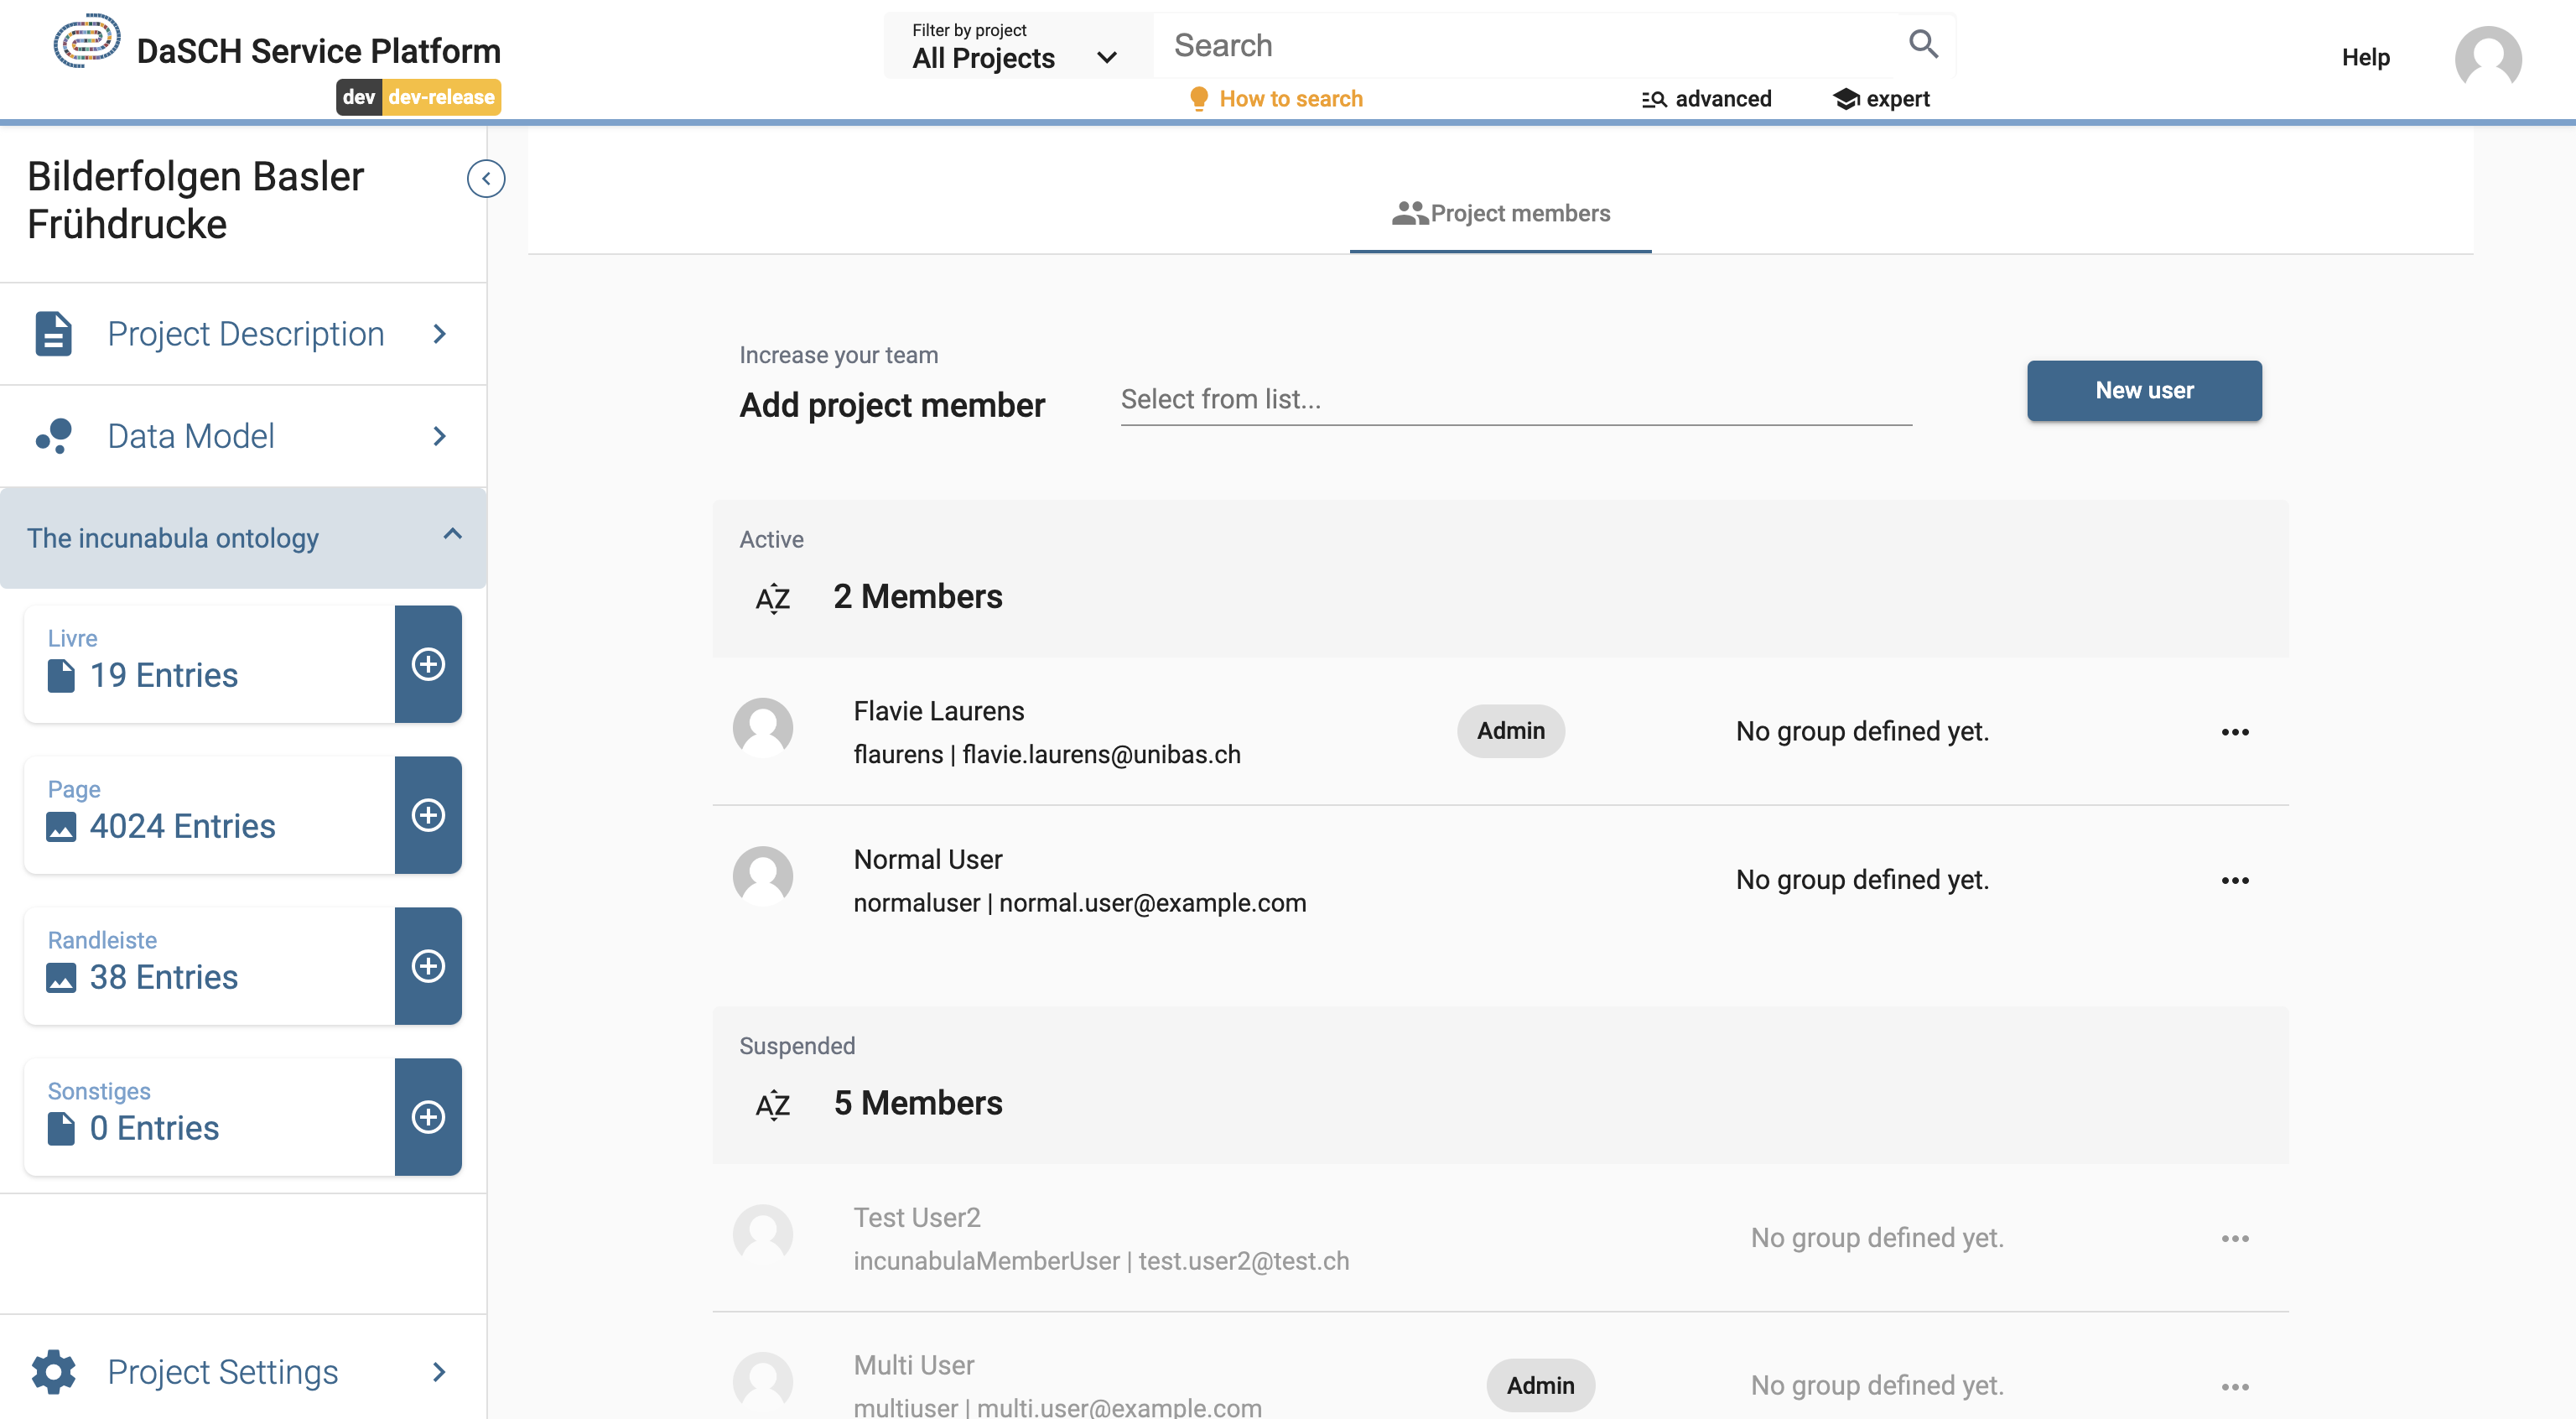 DaSCH Service Platform
dev dev-release
Filter by project
All Projects
Search
How to search
advanced
expert
Help
Bilderfolgen Basler
Frühdrucke
Project Description
Data Model
The incunabula ontology
Livre
19 Entries
Page
4024 Entries
Randleiste
38 Entries
Sonstiges
0 Entries
Project Settings
Project members
Increase your team
Add project member
Select from list...
New user
Active
AZ 2 Members
Flavie Laurens
flaurens | flavie.laurens@unibas.ch
Admin
No group defined yet.
Normal User
normaluser | normal.user@example.com
No group defined yet.
Suspended
AZ 5 Members
Test User2
incunabulaMemberUser | test.user2@test.ch
No group defined yet.
Multi User
multiuser | multi.user@example.com
Admin
No group defined yet.